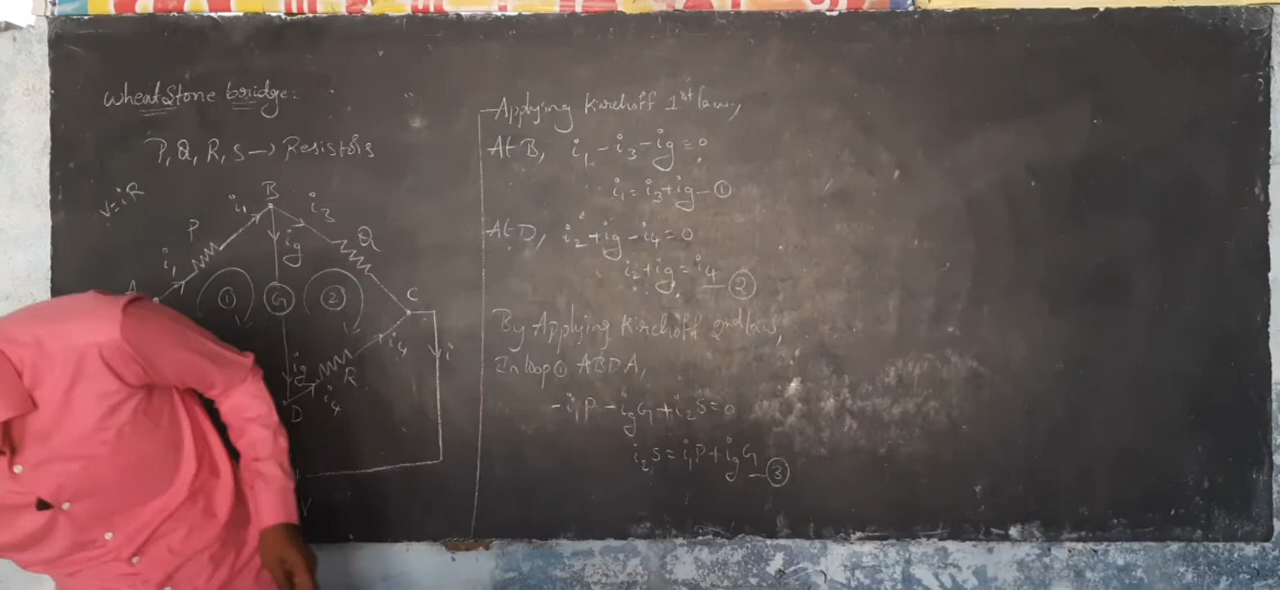 Wheat Stone bridge:
P, Q, R, S → Resistors
V=iR
B
i₁
i₃
P
ig
Q
i₁
A
①
G
②
C
i₄
i
ig
R
i₄
D
V
Applying Kirchoff 1st law,
At B, i₁ - i₃ - ig = 0
i₁ = i₃ + ig — ①
At D, i₂ + ig - i₄ = 0
i₂ + ig = i₄ — ②
By Applying Kirchoff 2nd law,
In loop ① ABDA,
-i₁P - igG + i₂S = 0
i₂S = i₁P + igG — ③